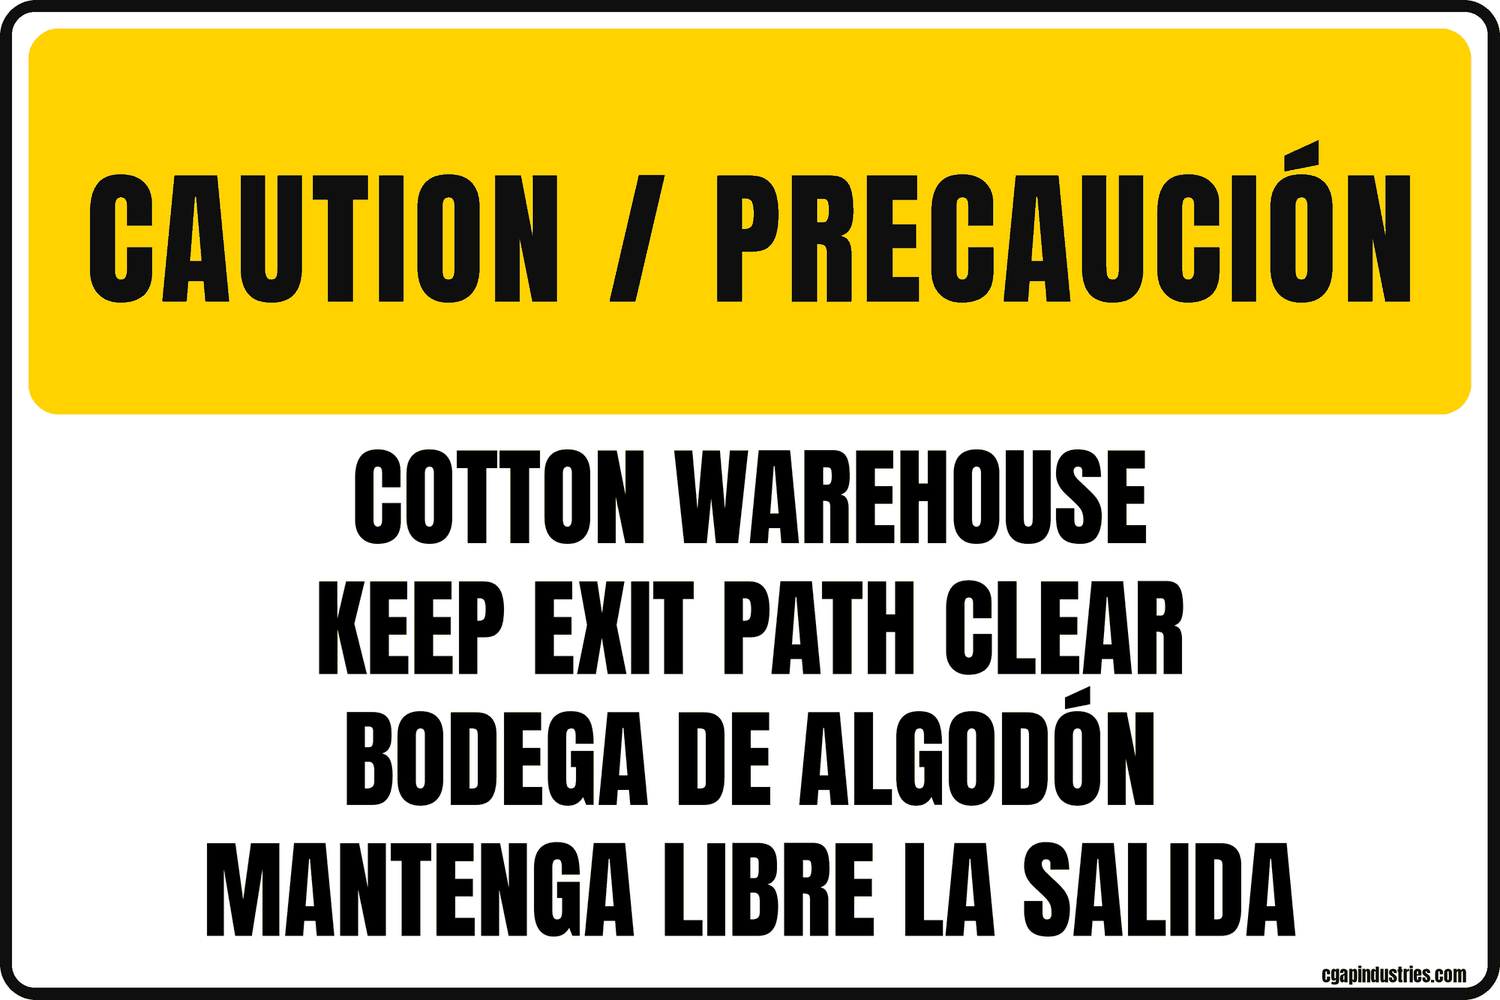 CAUTION / PRECAUCIÓN
COTTON WAREHOUSE
KEEP EXIT PATH CLEAR
BODEGA DE ALGODÓN
MANTENGA LIBRE LA SALIDA
cgapindustries.com